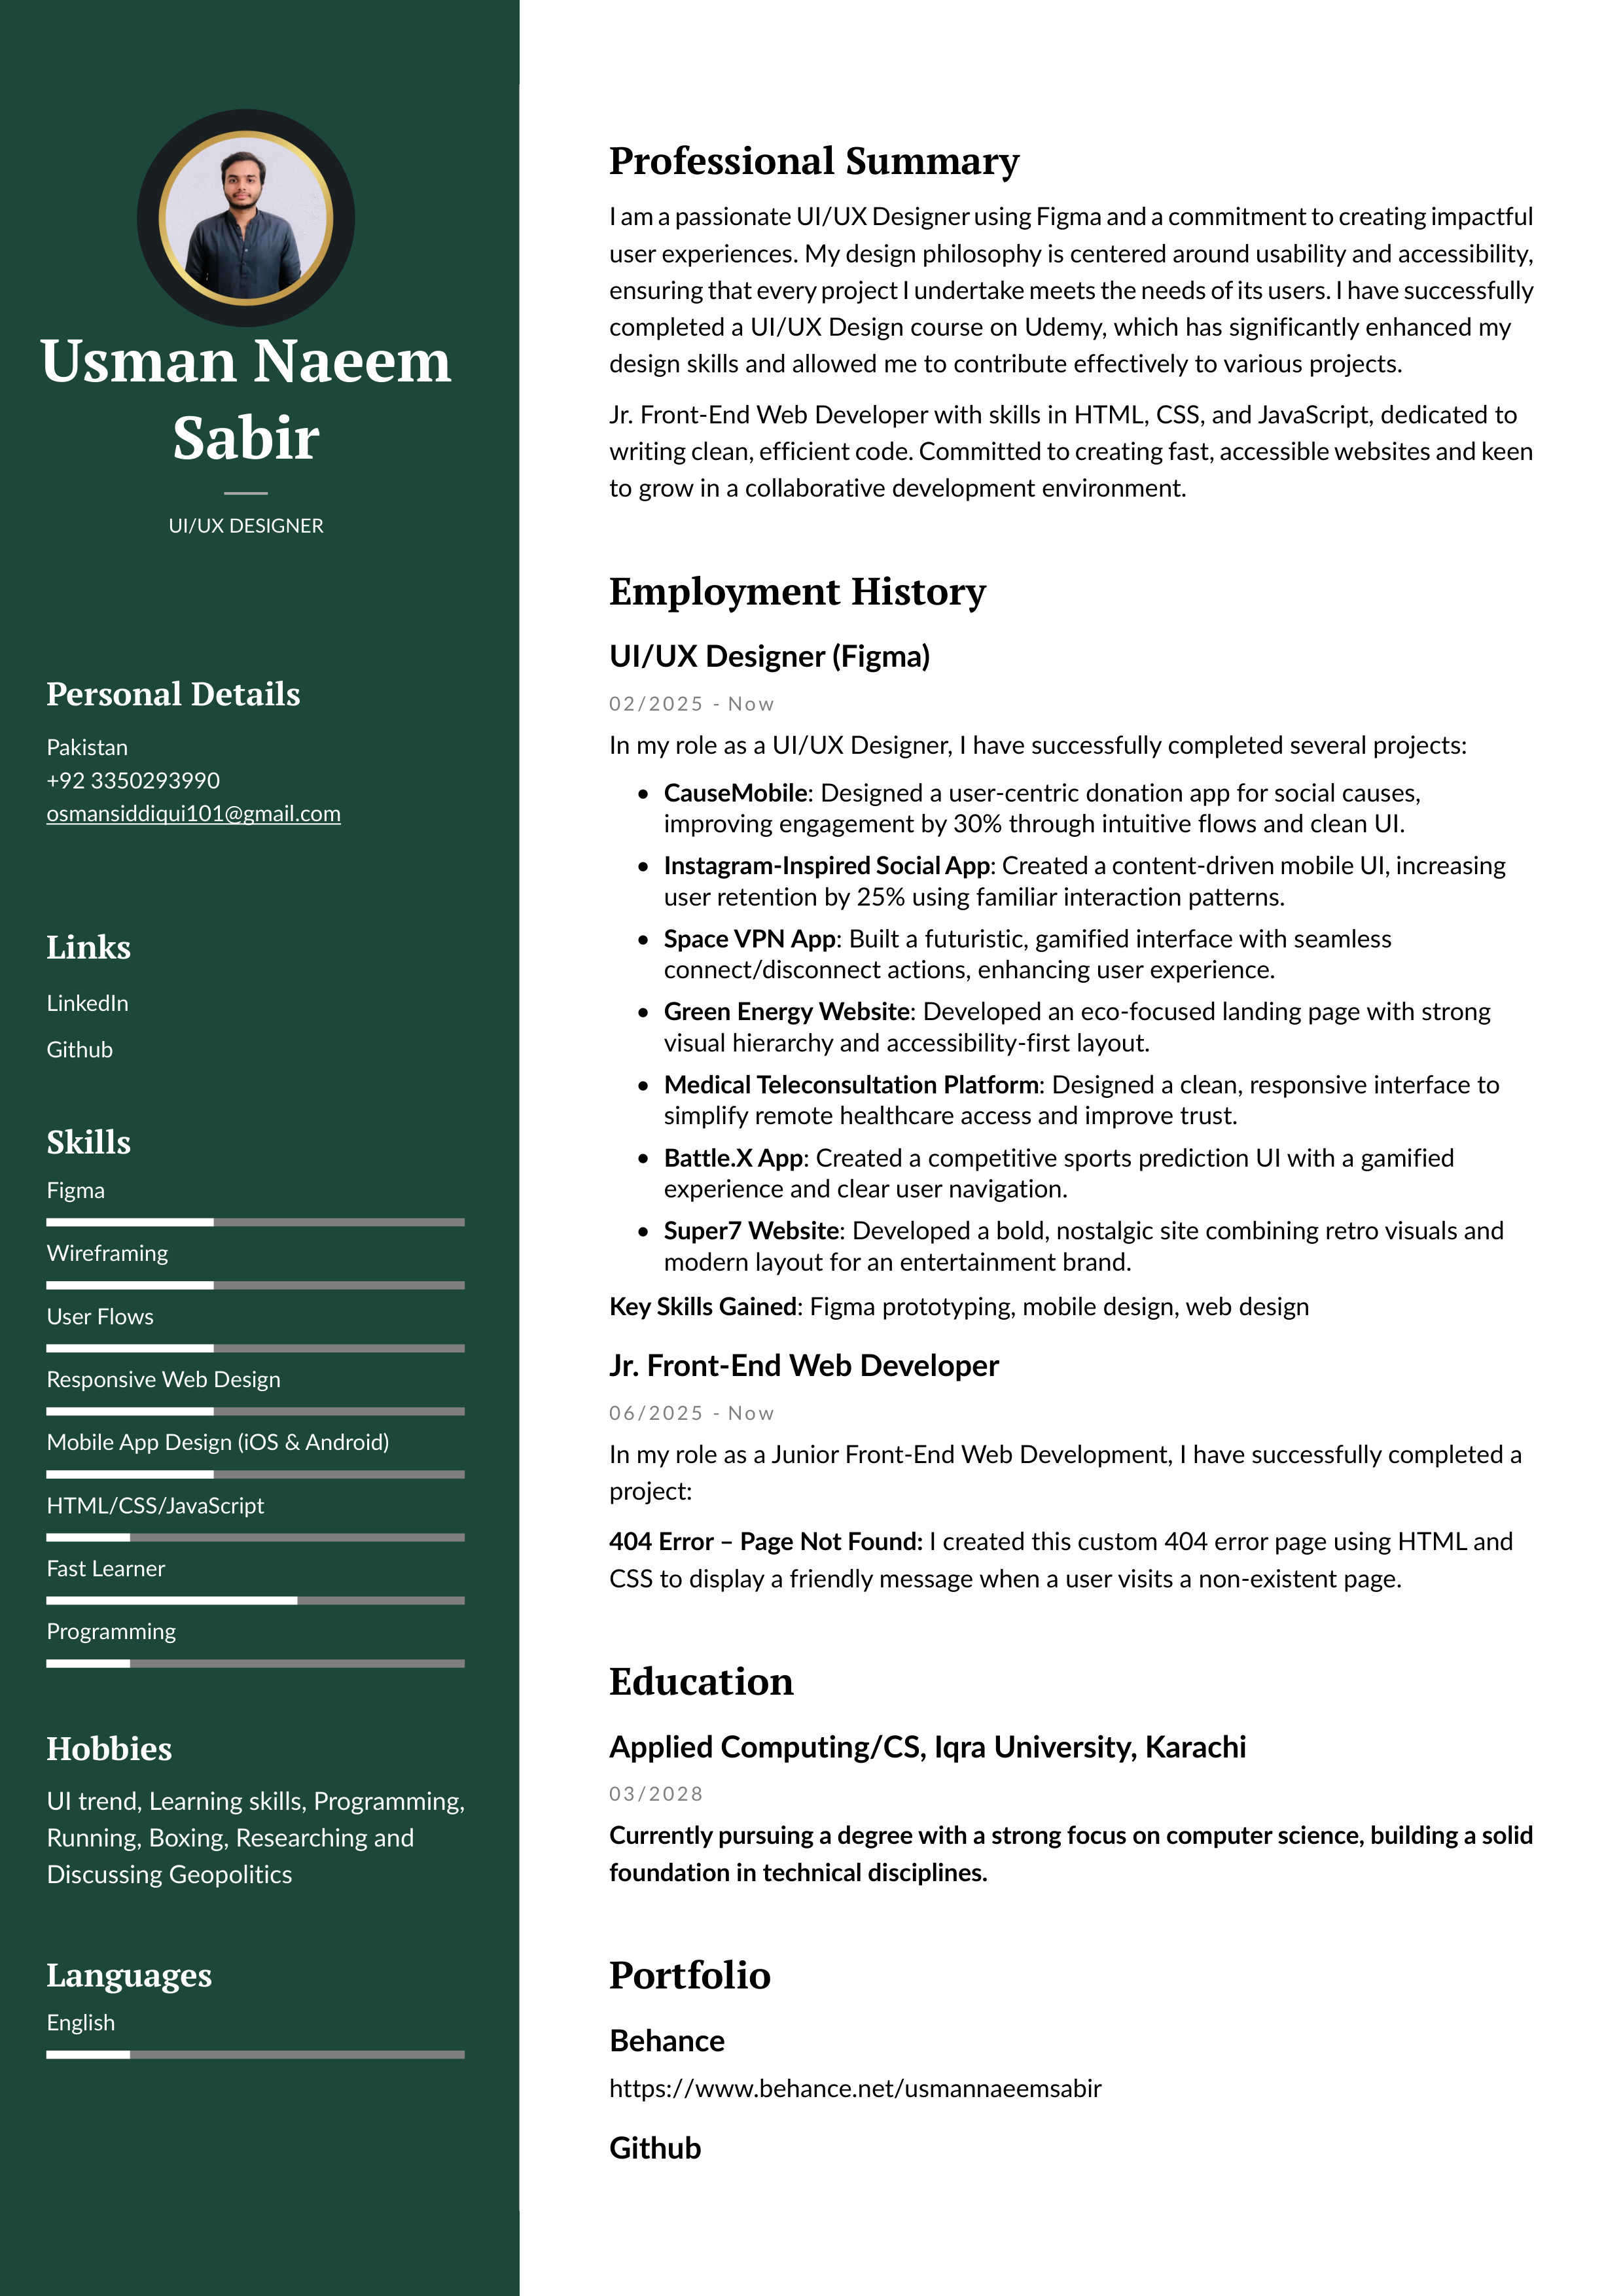 Usman Naeem
Sabir
UI/UX DESIGNER
Personal Details
Pakistan
+92 3350293990
osmansiddiqui101@gmail.com
Links
LinkedIn
Github
Skills
Figma
Wireframing
User Flows
Responsive Web Design
Mobile App Design (iOS & Android)
HTML/CSS/JavaScript
Fast Learner
Programming
Hobbies
UI trend, Learning skills, Programming,
Running, Boxing, Researching and
Discussing Geopolitics
Languages
English
Professional Summary
I am a passionate UI/UX Designer using Figma and a commitment to creating impactful
user experiences. My design philosophy is centered around usability and accessibility,
ensuring that every project I undertake meets the needs of its users. I have successfully
completed a UI/UX Design course on Udemy, which has significantly enhanced my
design skills and allowed me to contribute effectively to various projects.
Jr. Front-End Web Developer with skills in HTML, CSS, and JavaScript, dedicated to
writing clean, efficient code. Committed to creating fast, accessible websites and keen
to grow in a collaborative development environment.
Employment History
UI/UX Designer (Figma)
02/2025 - Now
In my role as a UI/UX Designer, I have successfully completed several projects:
• CauseMobile: Designed a user-centric donation app for social causes,
improving engagement by 30% through intuitive flows and clean UI.
• Instagram-Inspired Social App: Created a content-driven mobile UI, increasing
user retention by 25% using familiar interaction patterns.
• Space VPN App: Built a futuristic, gamified interface with seamless
connect/disconnect actions, enhancing user experience.
• Green Energy Website: Developed an eco-focused landing page with strong
visual hierarchy and accessibility-first layout.
• Medical Teleconsultation Platform: Designed a clean, responsive interface to
simplify remote healthcare access and improve trust.
• Battle.X App: Created a competitive sports prediction UI with a gamified
experience and clear user navigation.
• Super7 Website: Developed a bold, nostalgic site combining retro visuals and
modern layout for an entertainment brand.
Key Skills Gained: Figma prototyping, mobile design, web design
Jr. Front-End Web Developer
06/2025 - Now
In my role as a Junior Front-End Web Development, I have successfully completed a
project:
404 Error – Page Not Found: I created this custom 404 error page using HTML and
CSS to display a friendly message when a user visits a non-existent page.
Education
Applied Computing/CS, Iqra University, Karachi
03/2028
Currently pursuing a degree with a strong focus on computer science, building a solid
foundation in technical disciplines.
Portfolio
Behance
https://www.behance.net/usmannaeemsabir
Github